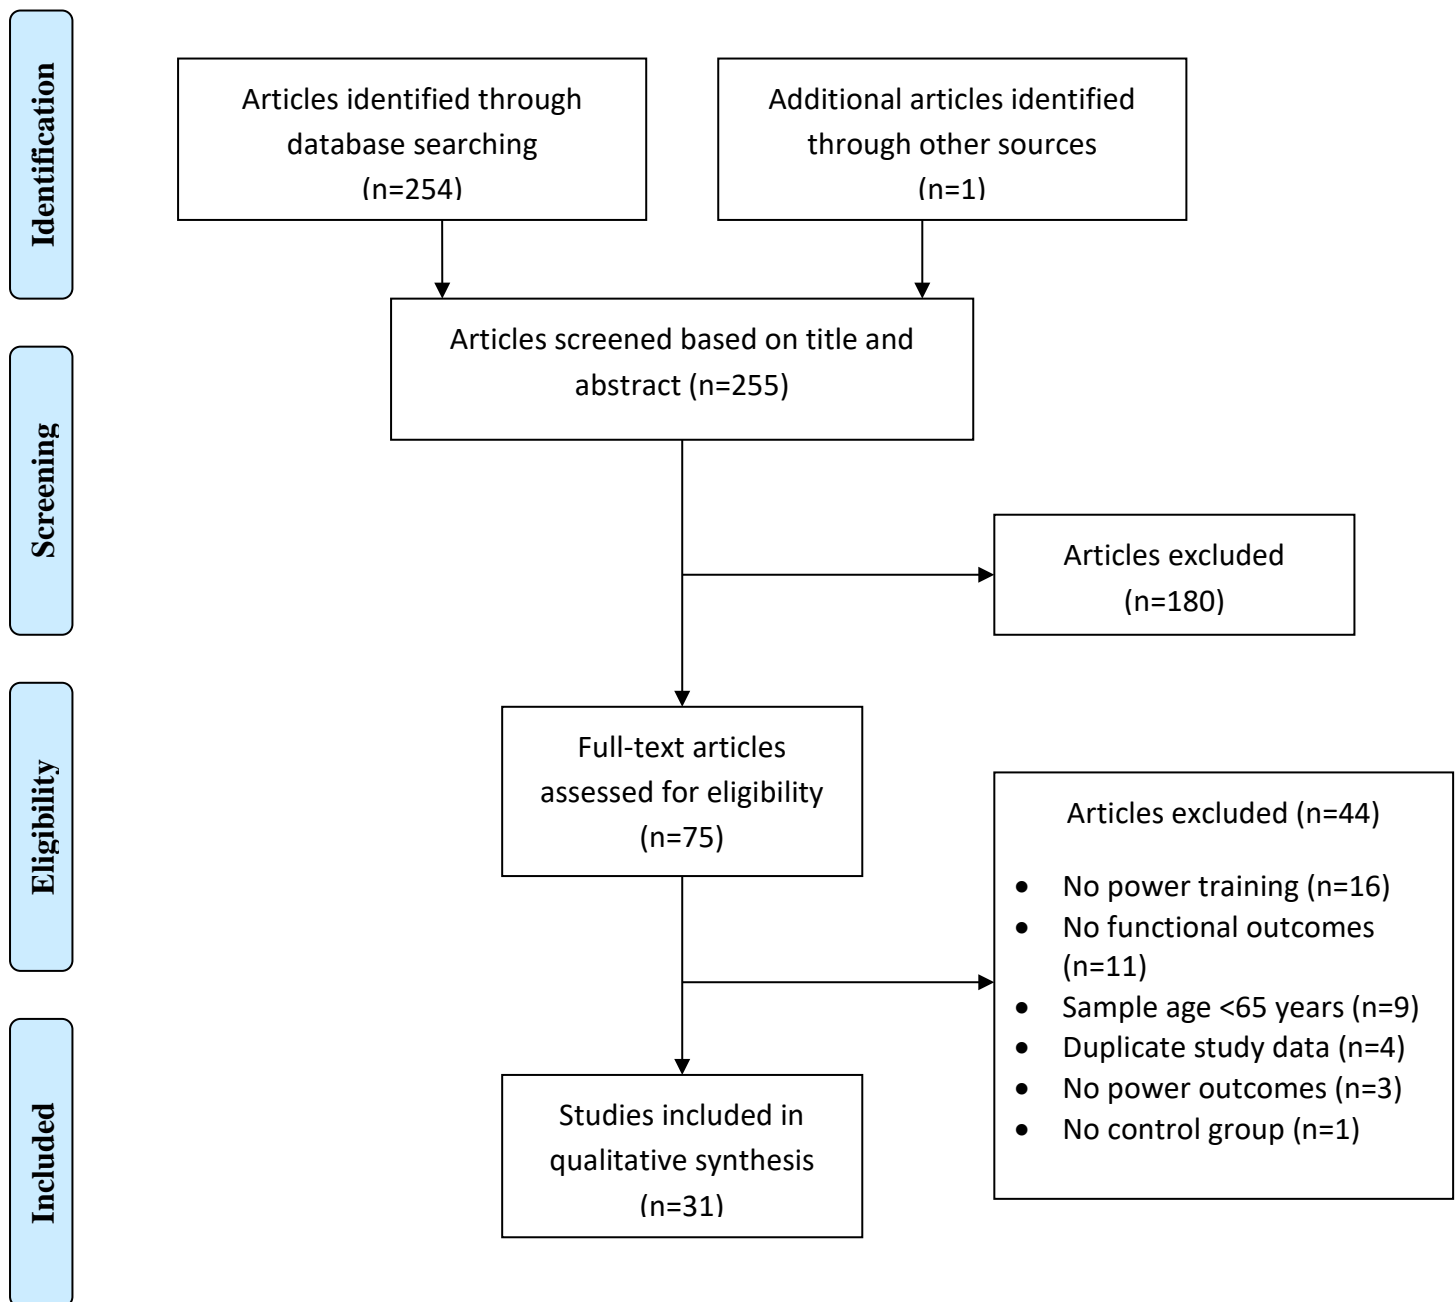 Identification
Articles identified through
database searching
(n=254)
Additional articles identified
through other sources
(n=1)
Articles screened based on title and
abstract (n=255)
Screening
Articles excluded
(n=180)
Eligibility
Full-text articles
assessed for eligibility
(n=75)
Articles excluded (n=44)
• No power training (n=16)
• No functional outcomes
(n=11)
• Sample age <65 years (n=9)
• Duplicate study data (n=4)
• No power outcomes (n=3)
• No control group (n=1)
Included
Studies included in
qualitative synthesis
(n=31)